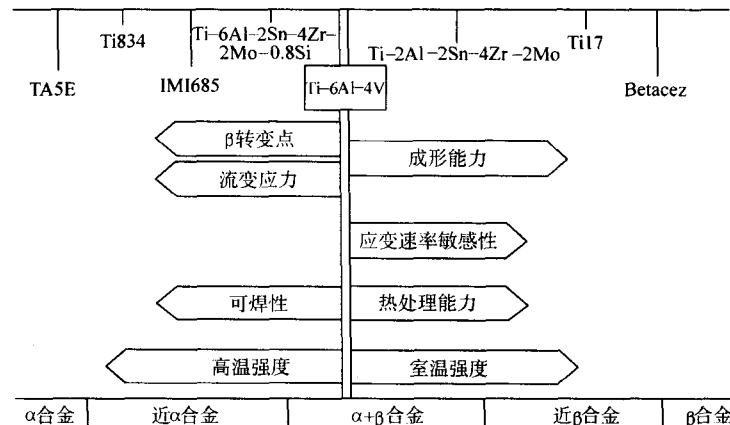 Ti834
Ti-6Al-2Sn-4Zr-
2Mo-0.8Si
Ti-2Al-2Sn-4Zr-2Mo
Ti17
TA5E
IMI685
Ti-6Al-4V
Betacez
β转变点
成形能力
流变应力
应变速率敏感性
可焊性
热处理能力
高温强度
室温强度
α合金
近α合金
α+β合金
近β合金
β合金